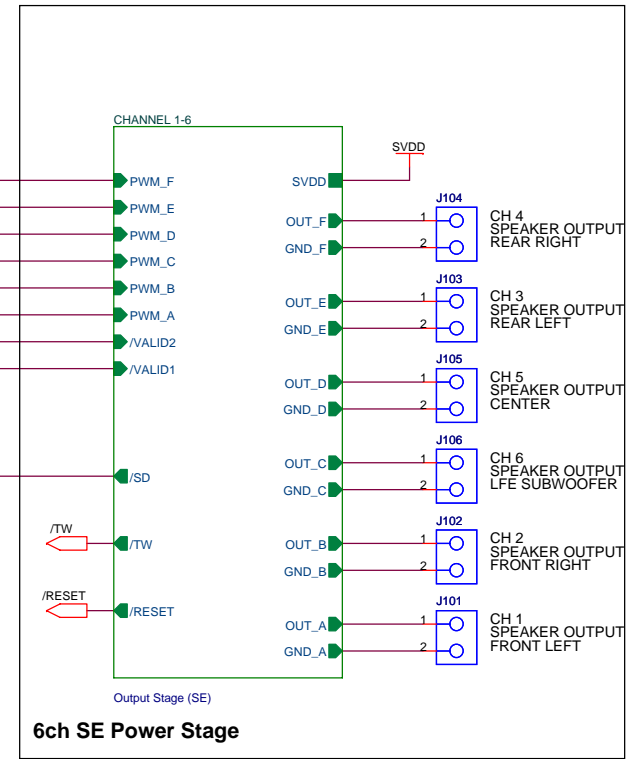 CHANNEL 1-6
SVDD
PWM_F
SVDD
J104
PWM_E
OUT_F
1
CH 4
SPEAKER OUTPUT
REAR RIGHT
PWM_D
GND_F
2
PWM_C
J103
PWM_B
OUT_E
1
CH 3
SPEAKER OUTPUT
REAR LEFT
PWM_A
GND_E
2
/VALID2
/VALID1
J105
OUT_D
1
CH 5
SPEAKER OUTPUT
CENTER
GND_D
2
J106
OUT_C
1
CH 6
SPEAKER OUTPUT
LFE SUBWOOFER
/SD
GND_C
2
J102
/TW
/TW
OUT_B
1
CH 2
SPEAKER OUTPUT
FRONT RIGHT
GND_B
2
J101
/RESET
/RESET
OUT_A
1
CH 1
SPEAKER OUTPUT
FRONT LEFT
GND_A
2
Output Stage (SE)
6ch SE Power Stage